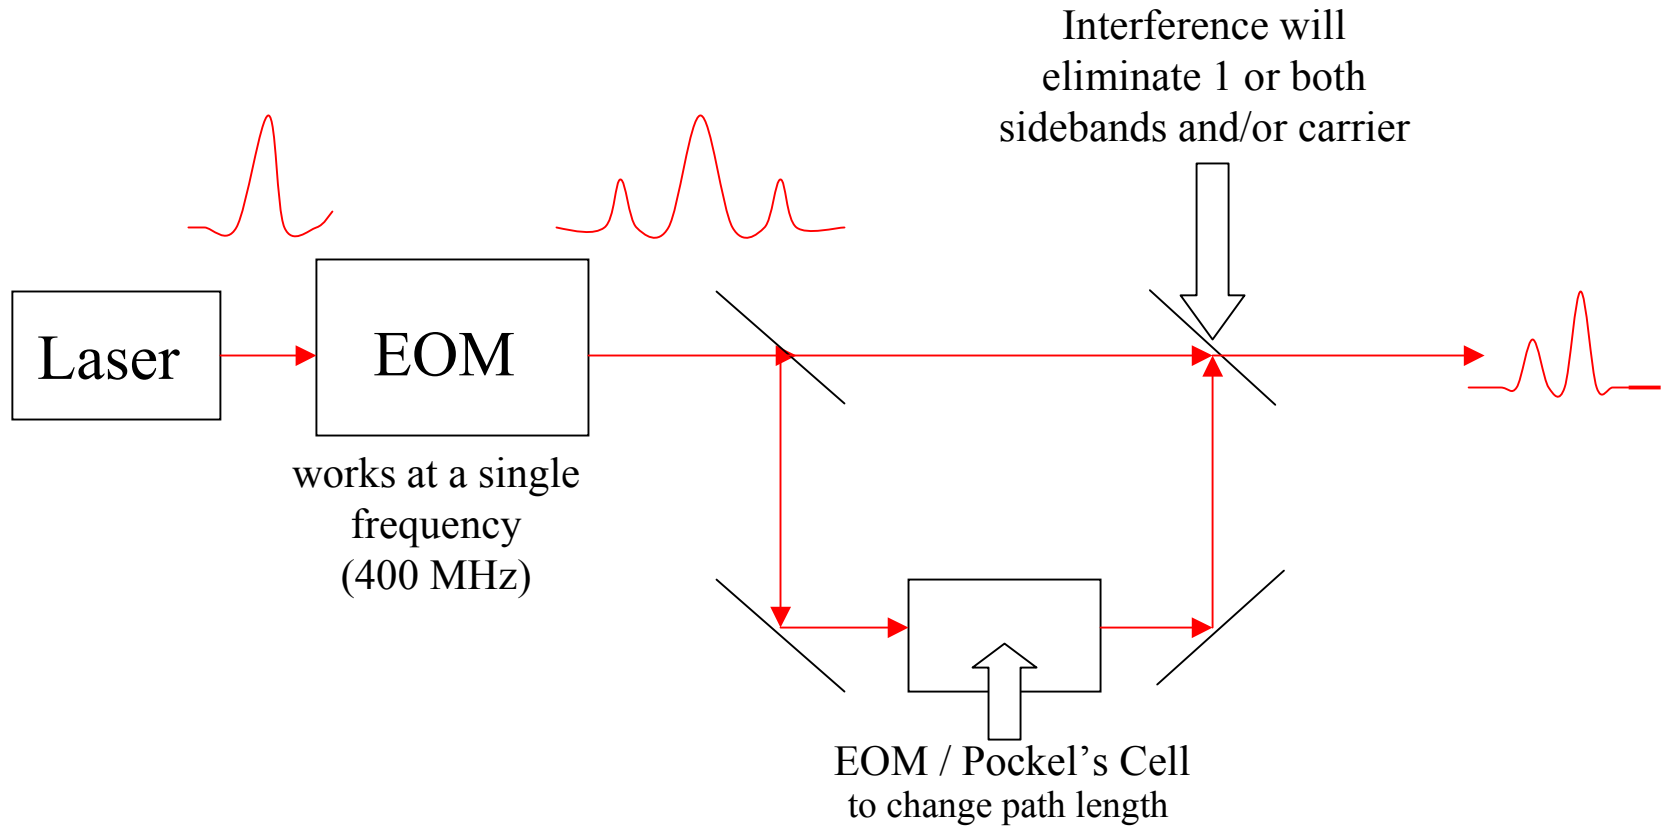 Interference will
eliminate 1 or both
sidebands and/or carrier
Laser
EOM
works at a single
frequency
(400 MHz)
EOM / Pockel’s Cell
to change path length